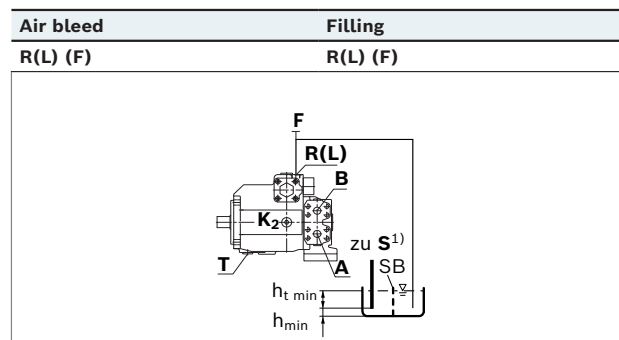 Air bleed Filling
R(L) (F) R(L) (F)
F
R(L)
B
K2
zu S1)
T
A
SB
ht min
hmin